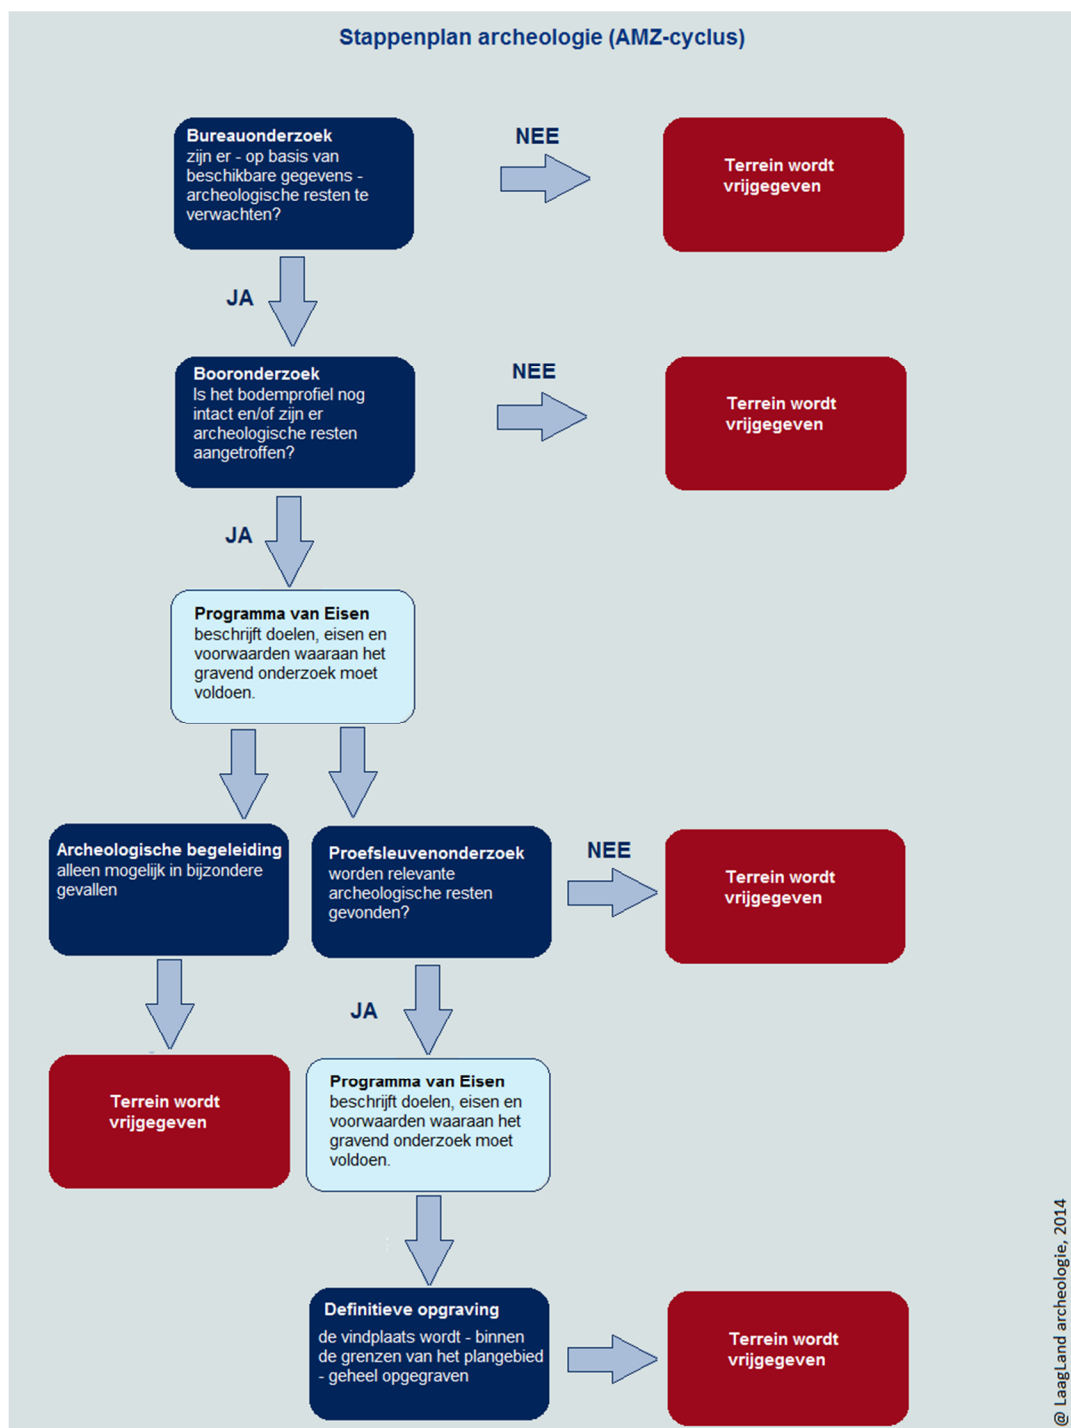 Stappenplan archeologie (AMZ-cyclus)
Bureauonderzoek
zijn er - op basis van
beschikbare gegevens -
archeologische resten te
verwachten?
NEE
Terrein wordt
vrijgegeven
JA
Booronderzoek
Is het bodemprofiel nog
intact en/of zijn er
archeologische resten
aangetroffen?
NEE
Terrein wordt
vrijgegeven
JA
Programma van Eisen
beschrijft doelen, eisen en
voorwaarden waaraan het
gravend onderzoek moet
voldoen.
Archeologische begeleiding
alleen mogelijk in bijzondere
gevallen
Proefsleuvenonderzoek
worden relevante
archeologische resten
gevonden?
NEE
Terrein wordt
vrijgegeven
JA
Terrein wordt
vrijgegeven
Programma van Eisen
beschrijft doelen, eisen en
voorwaarden waaraan het
gravend onderzoek moet
voldoen.
Definitieve opgraving
de vindplaats wordt - binnen
de grenzen van het plangebied
- geheel opgegraven
Terrein wordt
vrijgegeven
@ LaagLand archeologie, 2014